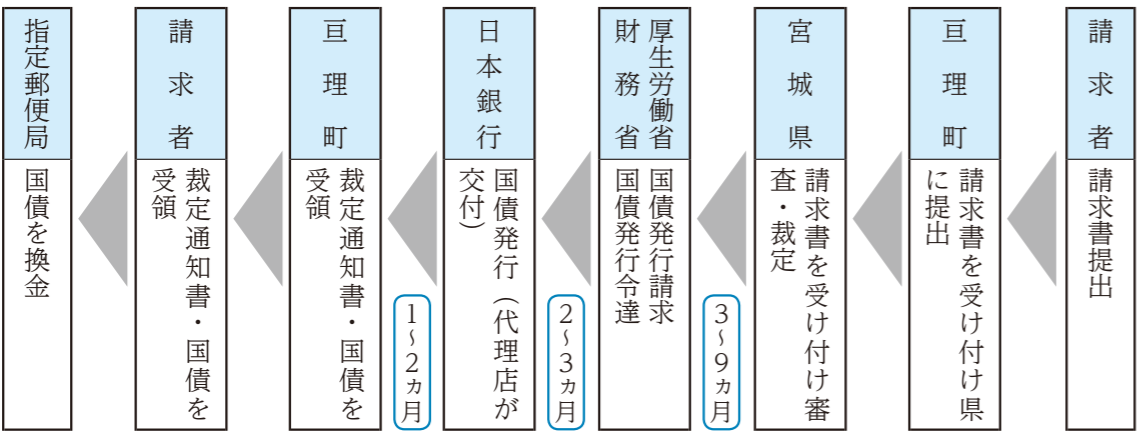 請求者
請求書提出
亘理町
請求書を受け付け県
に提出
宮城県
請求書を受け付け審
査・裁定
3~9ヵ月
厚生労働省
財務省
国債発行請求
国債発行令達
2~3ヵ月
日本銀行
国債発行(代理店が
交付)
1~2ヵ月
亘理町
裁定通知書・国債を
受領
請求者
裁定通知書・国債を
受領
指定郵便局
国債を換金